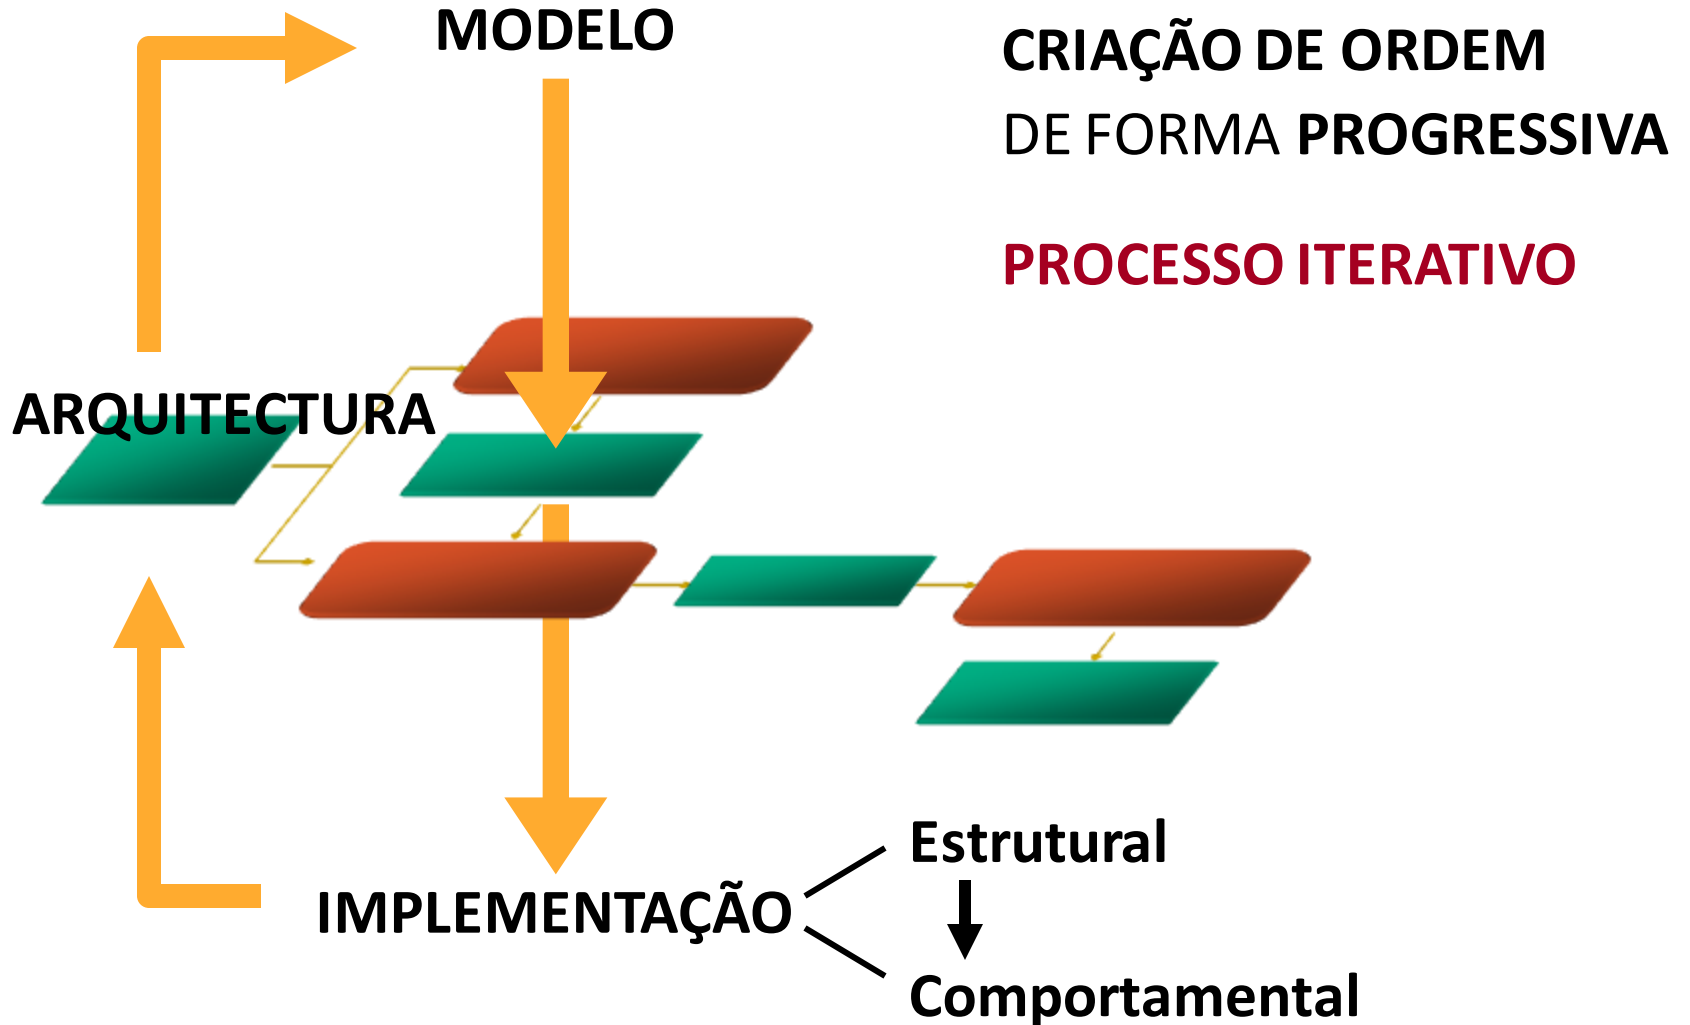 MODELO
CRIAÇÃO DE ORDEM
DE FORMA PROGRESSIVA
PROCESSO ITERATIVO
ARQUITECTURA
Estrutural
IMPLEMENTAÇÃO
Comportamental